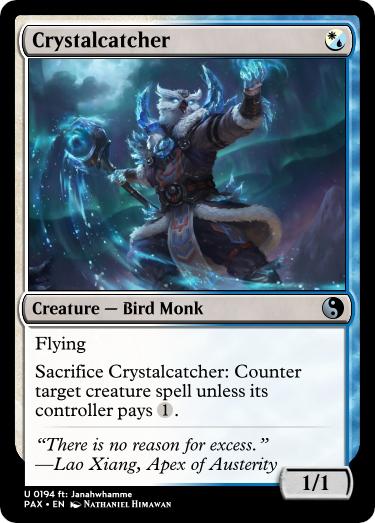 Crystalcatcher
Creature — Bird Monk
Flying
Sacrifice Crystalcatcher: Counter
target creature spell unless its
controller pays 1.
“There is no reason for excess.”
—Lao Xiang, Apex of Austerity
1/1
U 0194 ft: Janahwhamme
PAX • EN Nathaniel Himawan